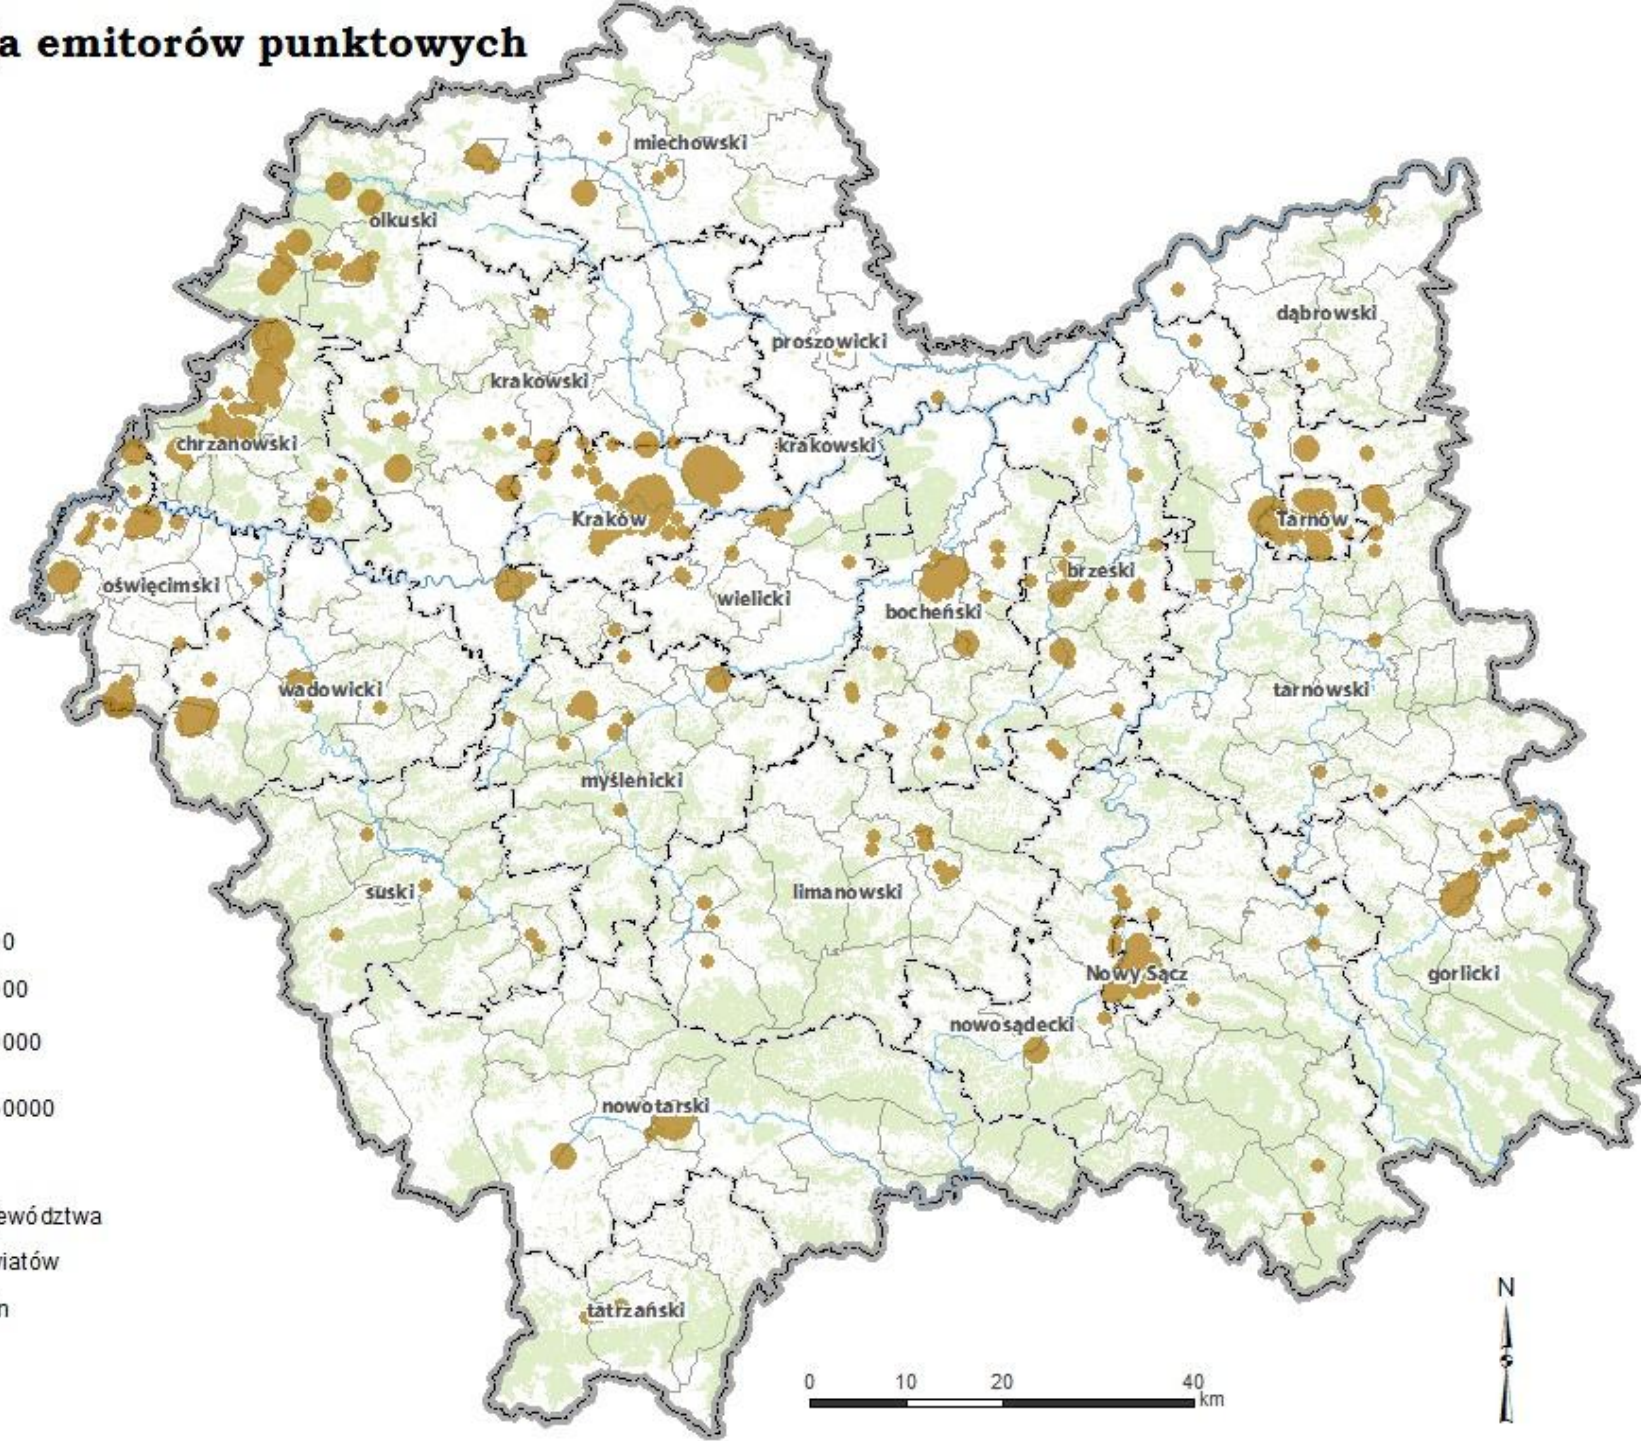 a emitorów punktowych
miechowski
olkuski
dąbrowski
proszowicki
krakowski
chrzanowski
krakowski
Kraków
Tarnów
oświęcimski
brzeski
wielicki
bocheński
wadowicki
tarnowski
myślenicki
suski
limanowski
0
00
Nowy Sącz
gorlicki
nowosądecki
000
nowotarski
0000
ewództwa
wiatów
n
N
tatrzański
0 10 20 40
km